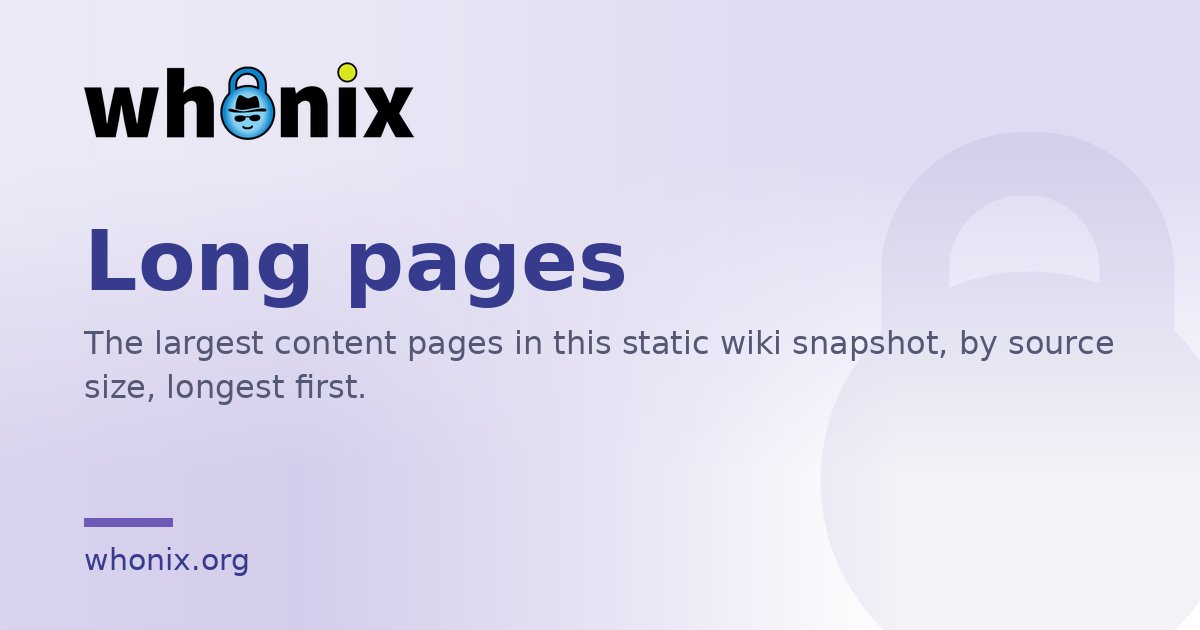 whonix
Long pages
The largest content pages in this static wiki snapshot, by source
size, longest first.
whonix.org